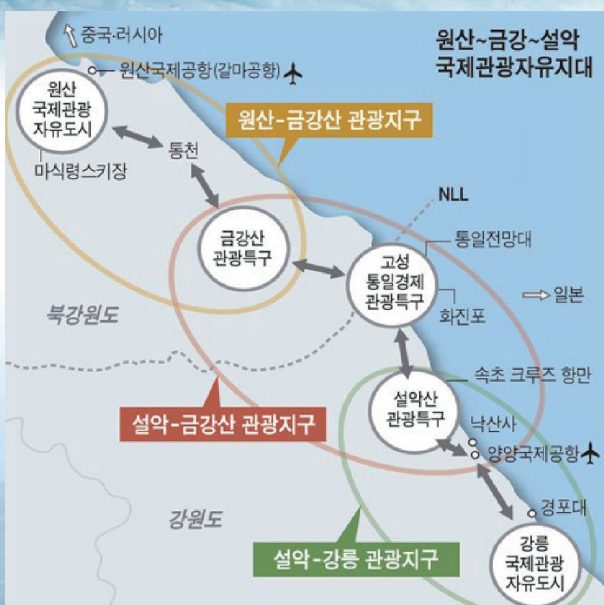 중국·러시아
원산~금강~설악
국제관광자유지대
원산국제공항(갈마공항)
원산
국제관광
자유도시
원산-금강산 관광지구
마식령스키장
통천
NLL
금강산
관광특구
고성
통일경제
관광특구
통일전망대
화진포
일본
북강원도
속초 크루즈 항만
설악-금강산 관광지구
설악산
관광특구
낙산사
양양국제공항
경포대
강원도
설악-강릉 관광지구
강릉
국제관광
자유도시